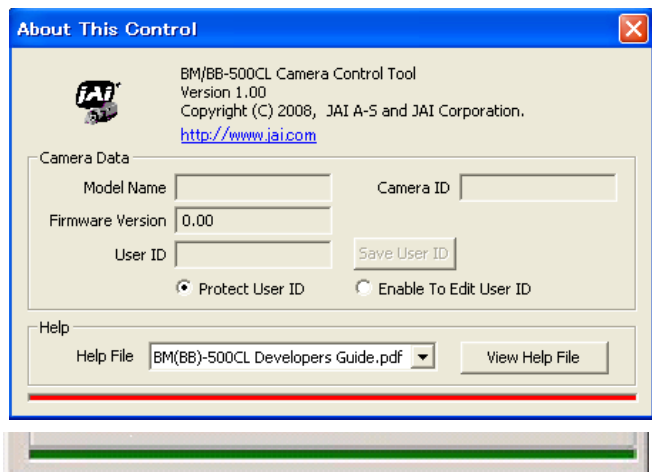 About This Control
JAI
BM/BB-500CL Camera Control Tool
Version 1.00
Copyright (C) 2008, JAI A-S and JAI Corporation.
http://www.jai.com
Camera Data
Model Name
Camera ID
Firmware Version 0.00
User ID
Save User ID
Protect User ID
Enable To Edit User ID
Help
Help File BM(BB)-500CL Developers Guide.pdf
View Help File